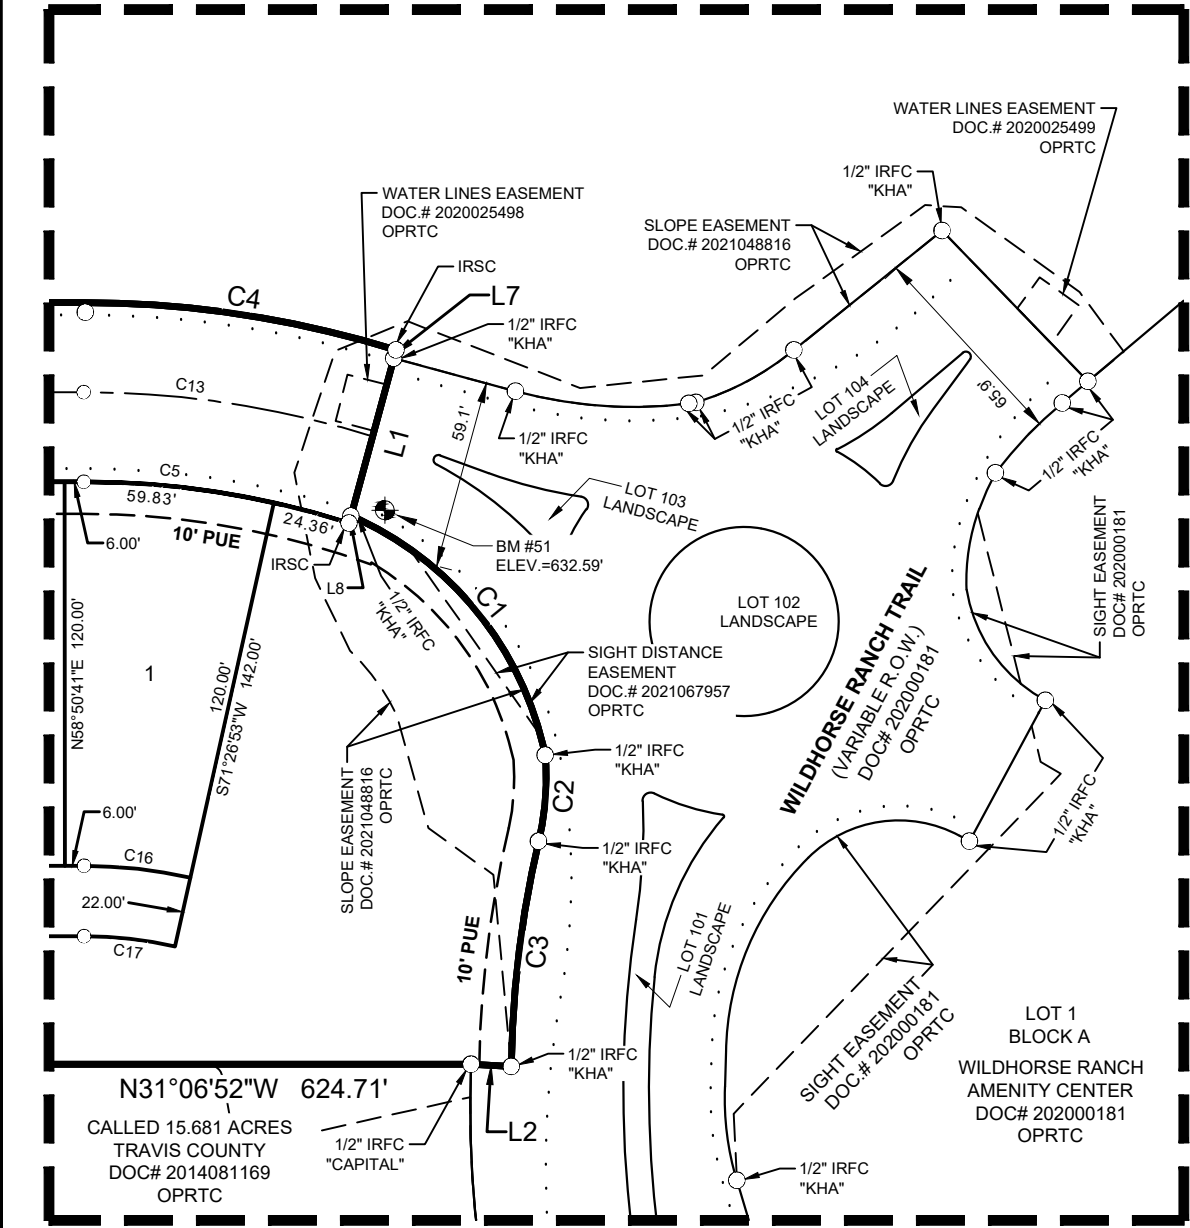 WATER LINES EASEMENT
DOC.# 2020025499
OPRTC
1/2" IRFC
"KHA"
WATER LINES EASEMENT
DOC.# 2020025498
OPRTC
SLOPE EASEMENT
DOC.# 2021048816
OPRTC
IRSC
L7
C4
1/2" IRFC
"KHA"
C13
L1
59.1'
1/2" IRFC
"KHA"
1/2" IRFC
"KHA"
LOT 104
LANDSCAPE
65.9'
1/2" IRFC
"KHA"
C5
59.83'
24.36'
10' PUE
6.00'
IRSC
L8
1/2" IRFC
"KHA"
BM #51
ELEV.=632.59'
LOT 103
LANDSCAPE
SIGHT EASEMENT
DOC# 202000181
OPRTC
C1
LOT 102
LANDSCAPE
N58°50'41"E 120.00'
1
120.00'
S71°26'53"W 142.00'
SIGHT DISTANCE
EASEMENT
DOC.# 2021067957
OPRTC
WILDHORSE RANCH TRAIL
(VARIABLE R.O.W.)
DOC# 202000181
OPRTC
1/2" IRFC
"KHA"
SLOPE EASEMENT
DOC.# 2021048816
OPRTC
C2
6.00'
C16
1/2" IRFC
"KHA"
1/2" IRFC
"KHA"
22.00'
C17
10' PUE
C3
LOT 101
LANDSCAPE
SIGHT EASEMENT
DOC.# 202000181
OPRTC
LOT 1
BLOCK A
WILDHORSE RANCH
AMENITY CENTER
DOC# 202000181
OPRTC
1/2" IRFC
"KHA"
N31°06'52"W 624.71'
CALLED 15.681 ACRES
TRAVIS COUNTY
DOC# 2014081169
OPRTC
1/2" IRFC
"CAPITAL"
L2
1/2" IRFC
"KHA"